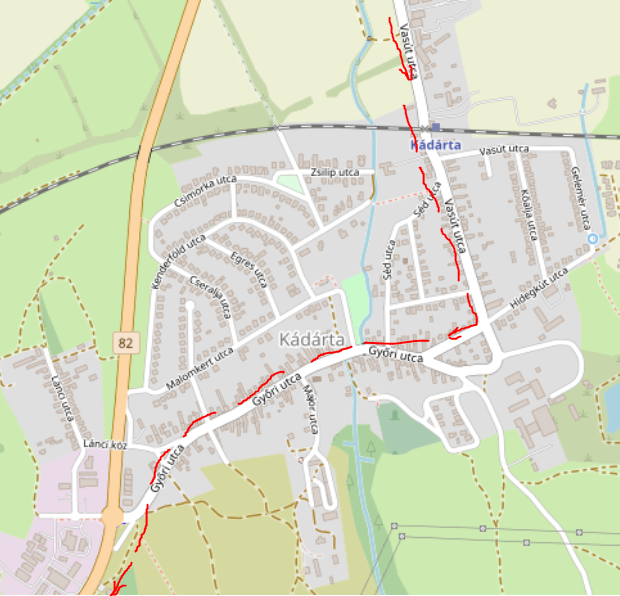 Vasút utca
Kádárta
Vasút utca
Zsilip utca
Csimorka utca
Séd utca
Kőalja utca
Gelemér utca
Vasút utca
Kenderföld utca
Egres utca
Séd utca
Cseralja utca
Hidegkút utca
82
Kádárta
Győri utca
Malomkert utca
Győri utca
Lánci utca
Major utca
Lánci köz
Győri utca